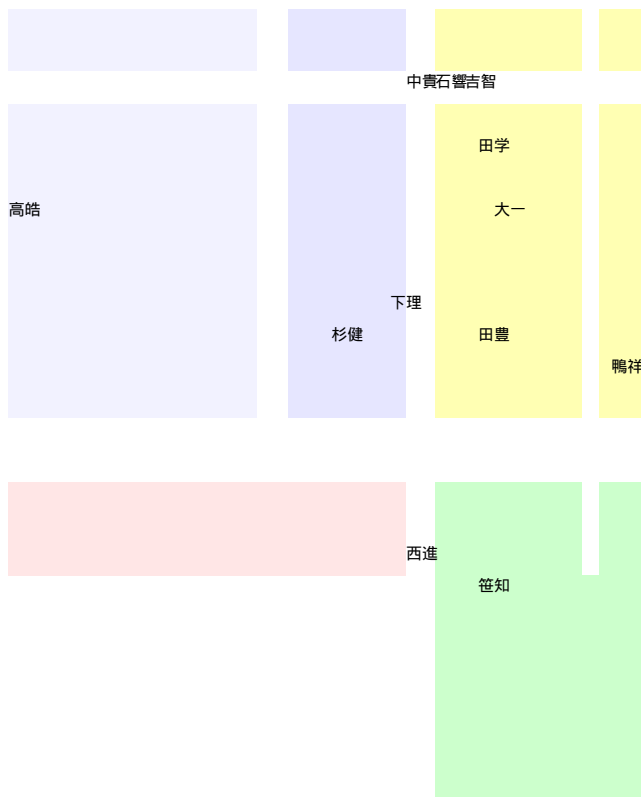 中貴石響吉智
田学
高皓
大一
下理
杉健
田豊
鴨祥
西進
笹知